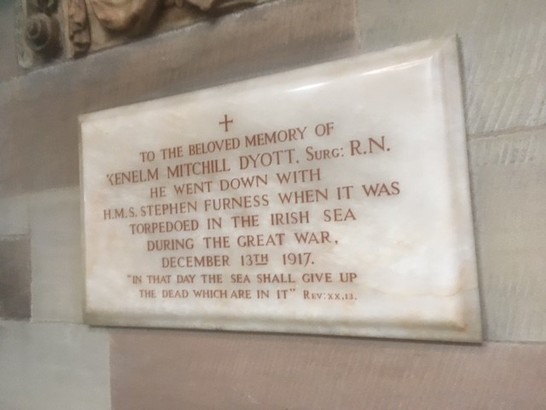 TO THE BELOVED MEMORY OF
KENELM MITCHILL DYOTT, SURG: R.N.
HE WENT DOWN WITH
H.M.S. STEPHEN FURNESS WHEN IT WAS
TORPEDOED IN THE IRISH SEA
DURING THE GREAT WAR,
DECEMBER 13TH 1917.
"IN THAT DAY THE SEA SHALL GIVE UP
THE DEAD WHICH ARE IN IT" REV: XX.13.